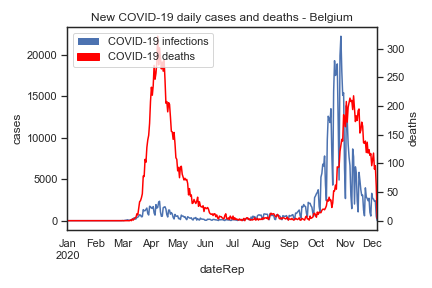 New COVID-19 daily cases and deaths - Belgium
COVID-19 infections
COVID-19 deaths
20000
15000
10000
5000
0
cases
300
250
200
150
100
50
0
deaths
Jan Feb Mar Apr May Jun Jul Aug Sep Oct Nov Dec
2020
dateRep